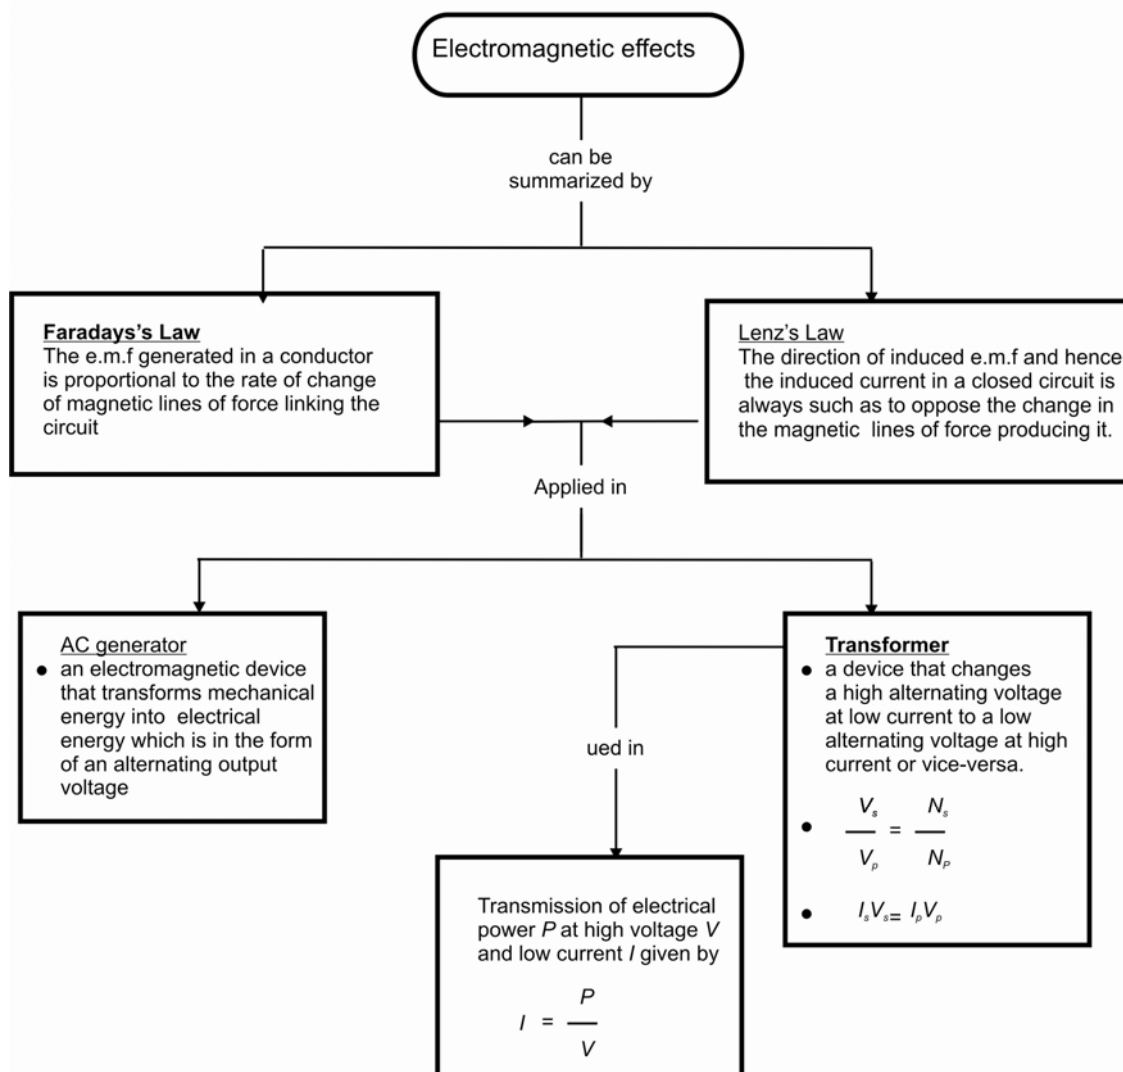 Electromagnetic effects
can be
summarized by
Faradays's Law
The e.m.f generated in a conductor
is proportional to the rate of change
of magnetic lines of force linking the
circuit
Lenz's Law
The direction of induced e.m.f and hence
the induced current in a closed circuit is
always such as to oppose the change in
the magnetic lines of force producing it.
Applied in
AC generator
● an electromagnetic device
that transforms mechanical
energy into electrical
energy which is in the form
of an alternating output
voltage
Transformer
● a device that changes
a high alternating voltage
at low current to a low
alternating voltage at high
current or vice-versa.
● Vs/Vp = Ns/NP
● IsVs= IpVp
ued in
Transmission of electrical
power P at high voltage V
and low current I given by
I = P/V